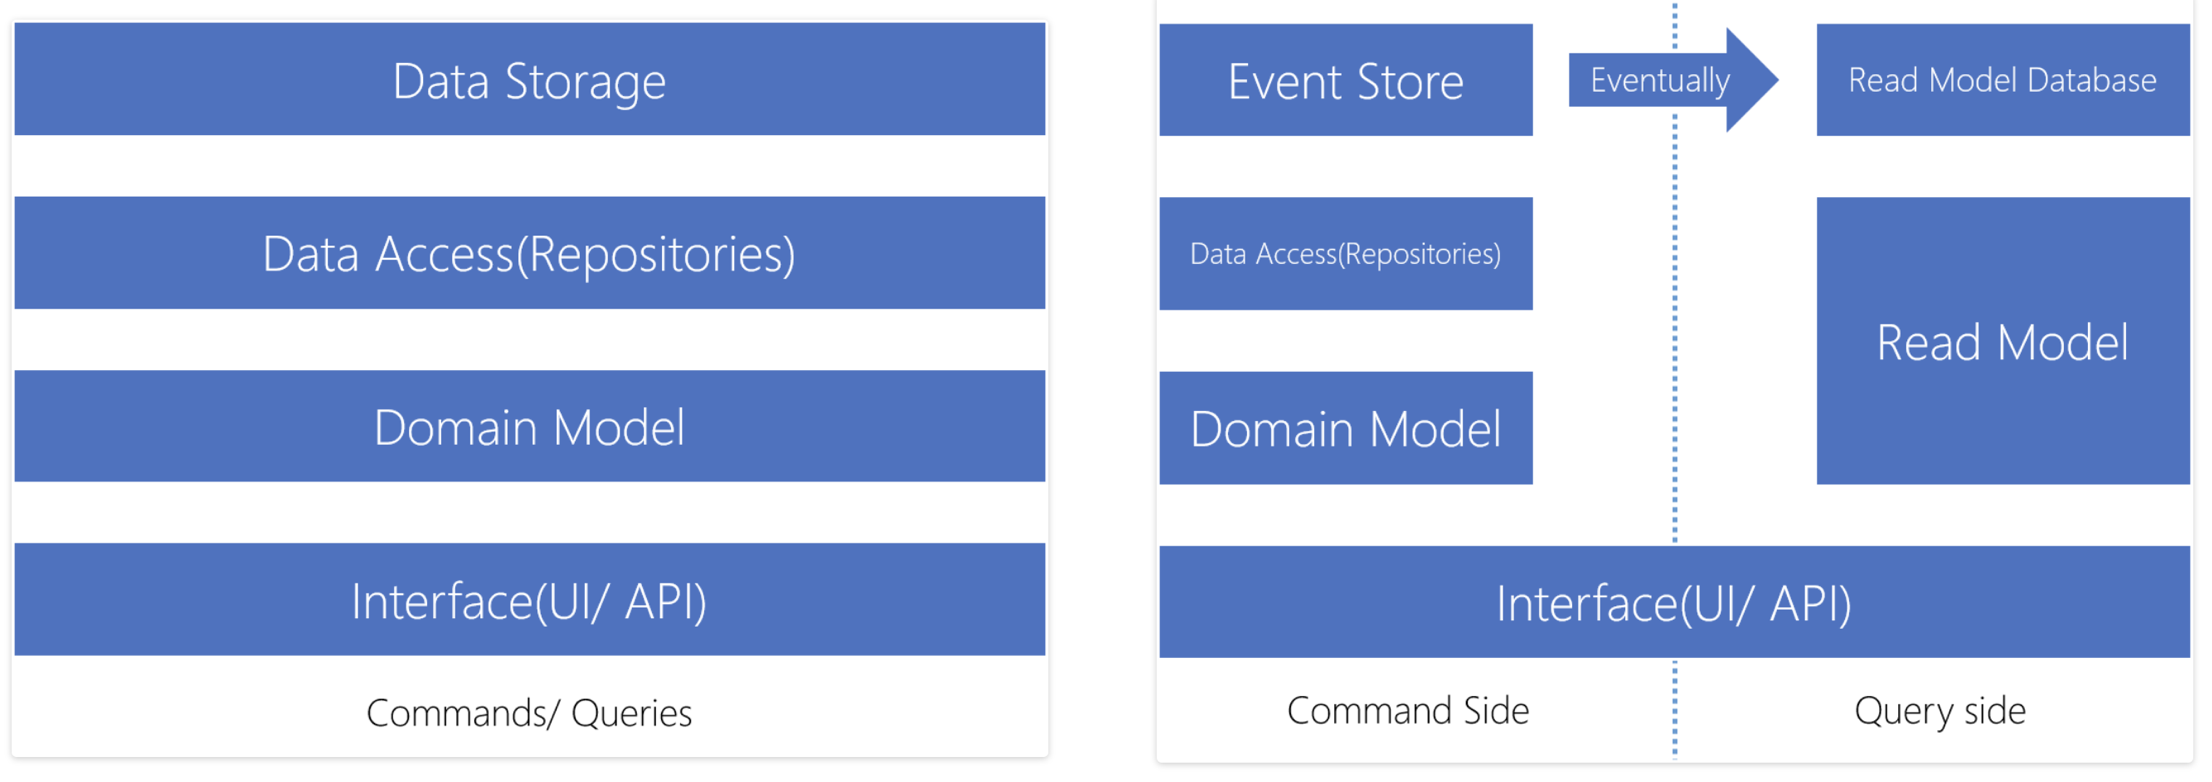 Data Storage
Data Access(Repositories)
Domain Model
Interface(UI/ API)
Commands/ Queries
Event Store
Eventually
Read Model Database
Data Access(Repositories)
Read Model
Domain Model
Interface(UI/ API)
Command Side
Query side